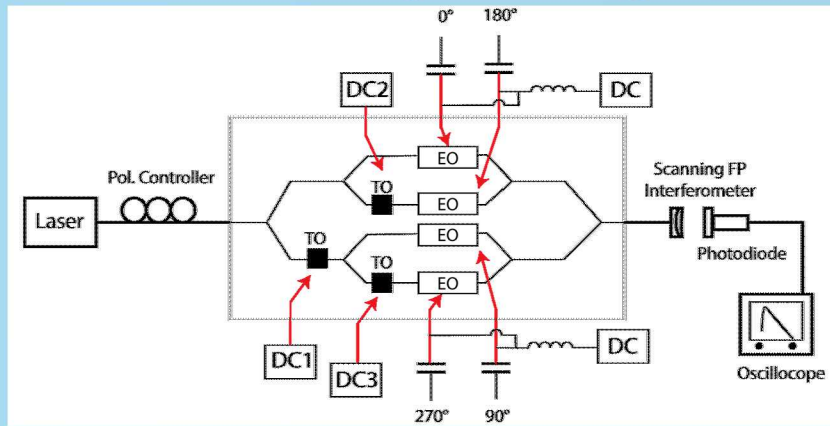 0° 180°
DC2 DC
Pol. Controller
EO
Scanning FP
Interferometer
Laser
TO
EO
TO
EO
Photodiode
TO
EO
DC1
DC3
DC
Oscillocope
270° 90°